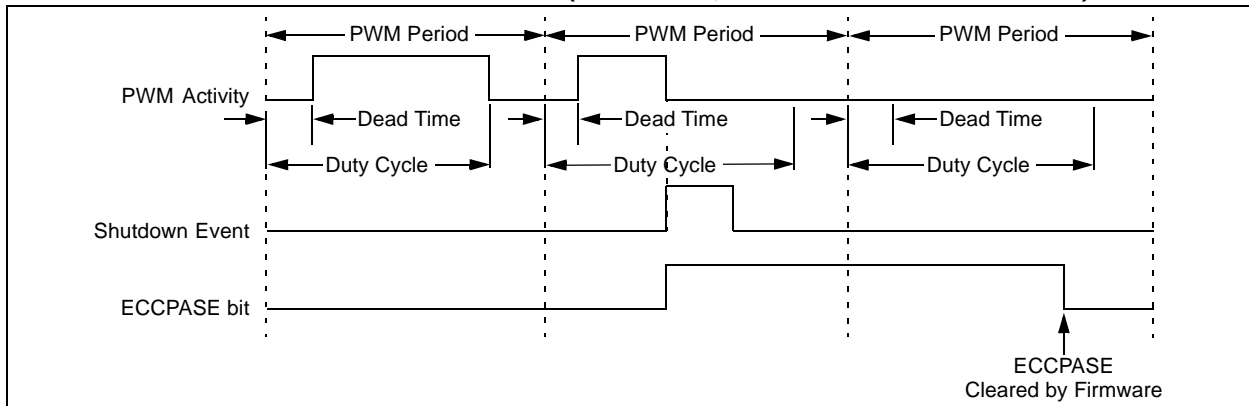 PWM Period PWM Period PWM Period
PWM Activity
Dead Time Dead Time Dead Time
Duty Cycle Duty Cycle Duty Cycle
Shutdown Event
ECCPASE bit
ECCPASE
Cleared by Firmware